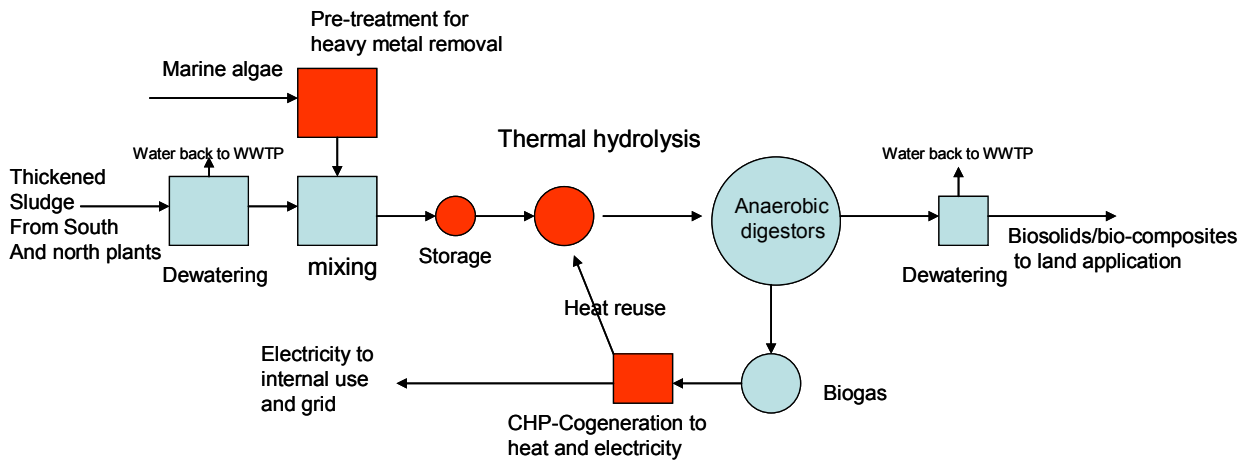 Pre-treatment for
heavy metal removal
Marine algae
Thermal hydrolysis
Water back to WWTP
Water back to WWTP
Thickened
Sludge
From South
And north plants
Anaerobic
digestors
Dewatering
mixing
Storage
Biosolids/bio-composites
to land application
Dewatering
Heat reuse
Electricity to
internal use
and grid
Biogas
CHP-Cogeneration to
heat and electricity